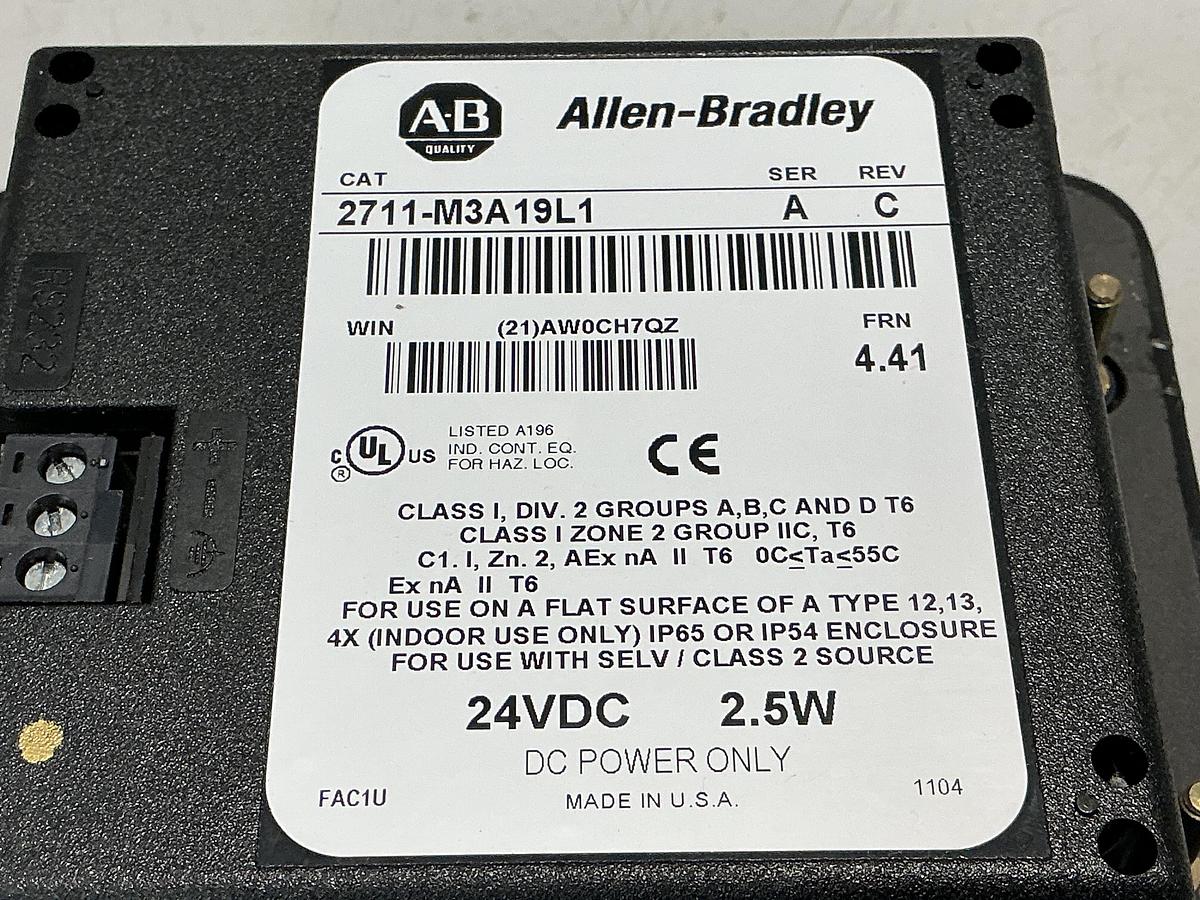 A·B
QUALITY
Allen-Bradley
CAT SER REV
2711-M3A19L1 A C
WIN (21)AW0CH7QZ FRN
4.41
RS232
C UL US
®
LISTED A196
IND. CONT. EQ.
FOR HAZ. LOC.
CE
CLASS I, DIV. 2 GROUPS A,B,C AND D T6
CLASS I ZONE 2 GROUP IIC, T6
C1. I, Zn. 2, AEx nA II T6 0C≤Ta≤55C
Ex nA II T6
FOR USE ON A FLAT SURFACE OF A TYPE 12,13,
4X (INDOOR USE ONLY) IP65 OR IP54 ENCLOSURE
FOR USE WITH SELV / CLASS 2 SOURCE
24VDC 2.5W
DC POWER ONLY
FAC1U MADE IN U.S.A. 1104